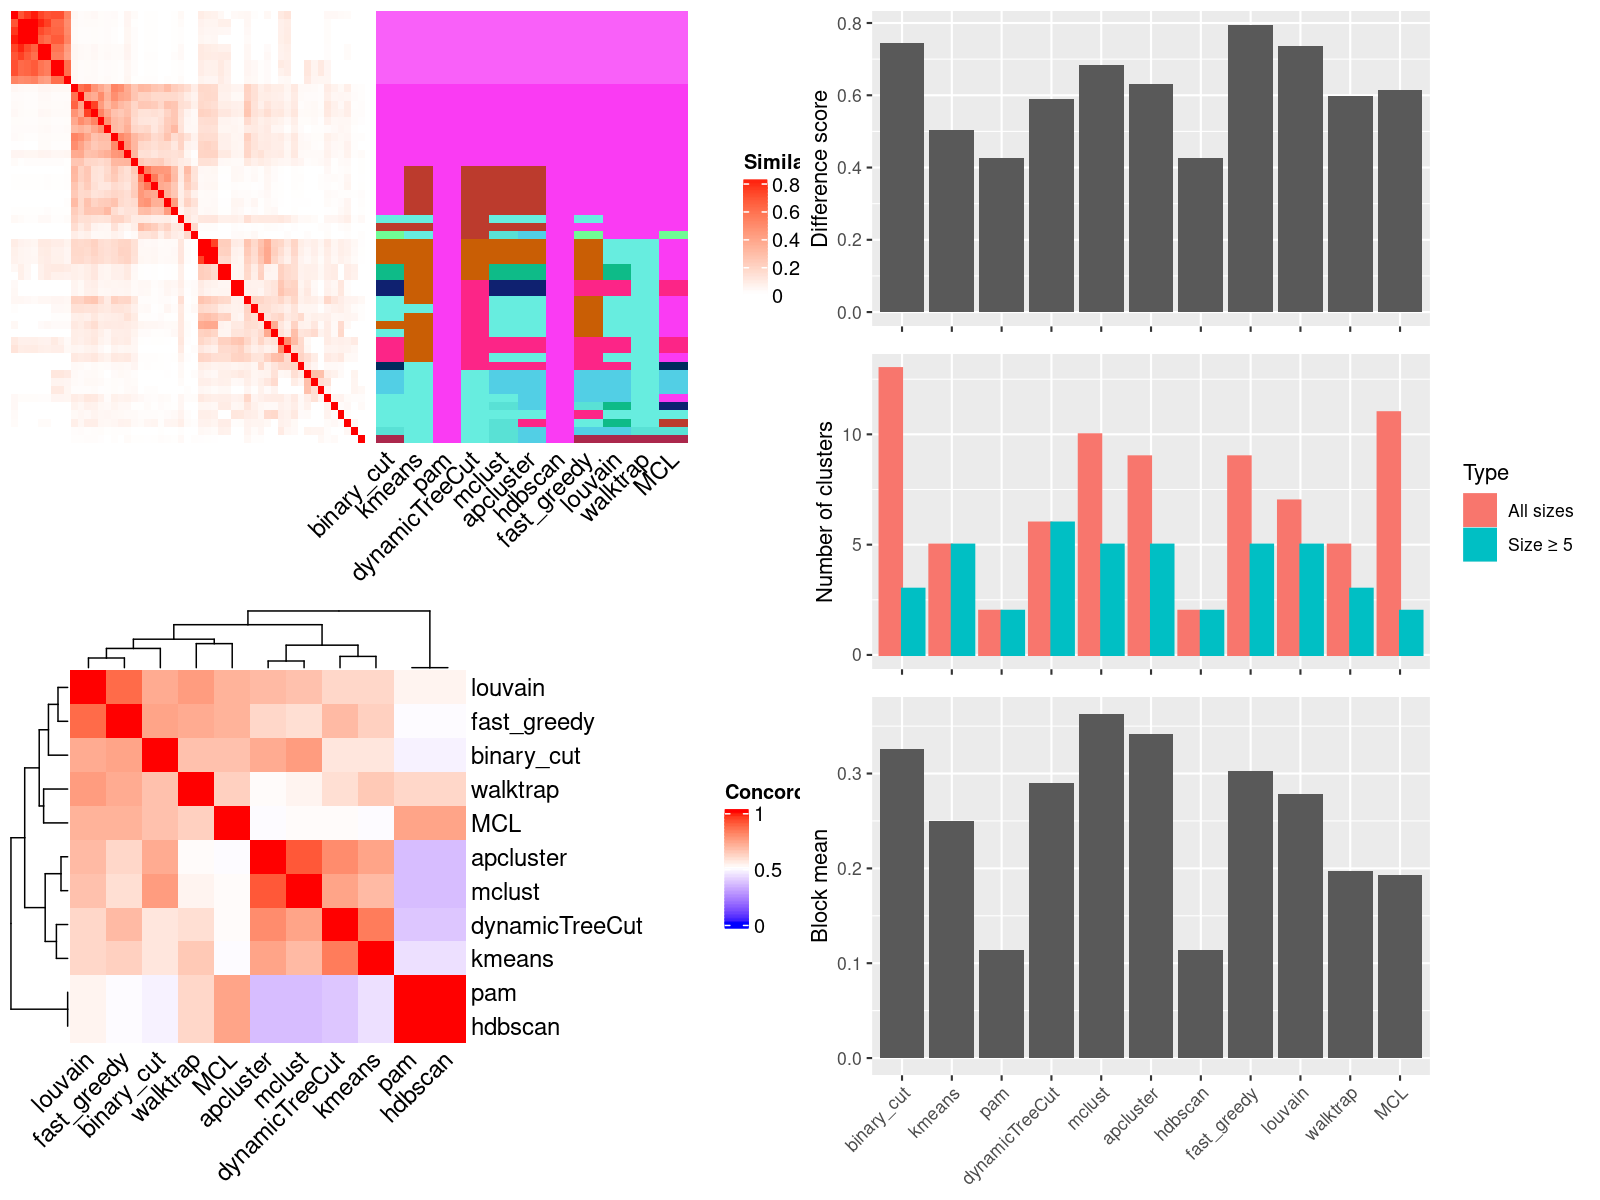 Simila
0.8
0.6
0.4
0.2
0
binary_cut
kmeans
pam
dynamicTreeCut
mclust
apcluster
hdbscan
fast_greedy
louvain
walktrap
MCL
Difference score
0.8
0.6
0.4
0.2
0.0
Number of clusters
10
5
0
Type
All sizes
Size ≥ 5
louvain
fast_greedy
binary_cut
walktrap
MCL
apcluster
mclust
dynamicTreeCut
kmeans
pam
hdbscan
louvain
fast_greedy
binary_cut
walktrap
MCL
apcluster
mclust
dynamicTreeCut
kmeans
pam
hdbscan
Concord
1
0.5
0
Block mean
0.3
0.2
0.1
0.0
binary_cut
kmeans
pam
dynamicTreeCut
mclust
apcluster
hdbscan
fast_greedy
louvain
walktrap
MCL